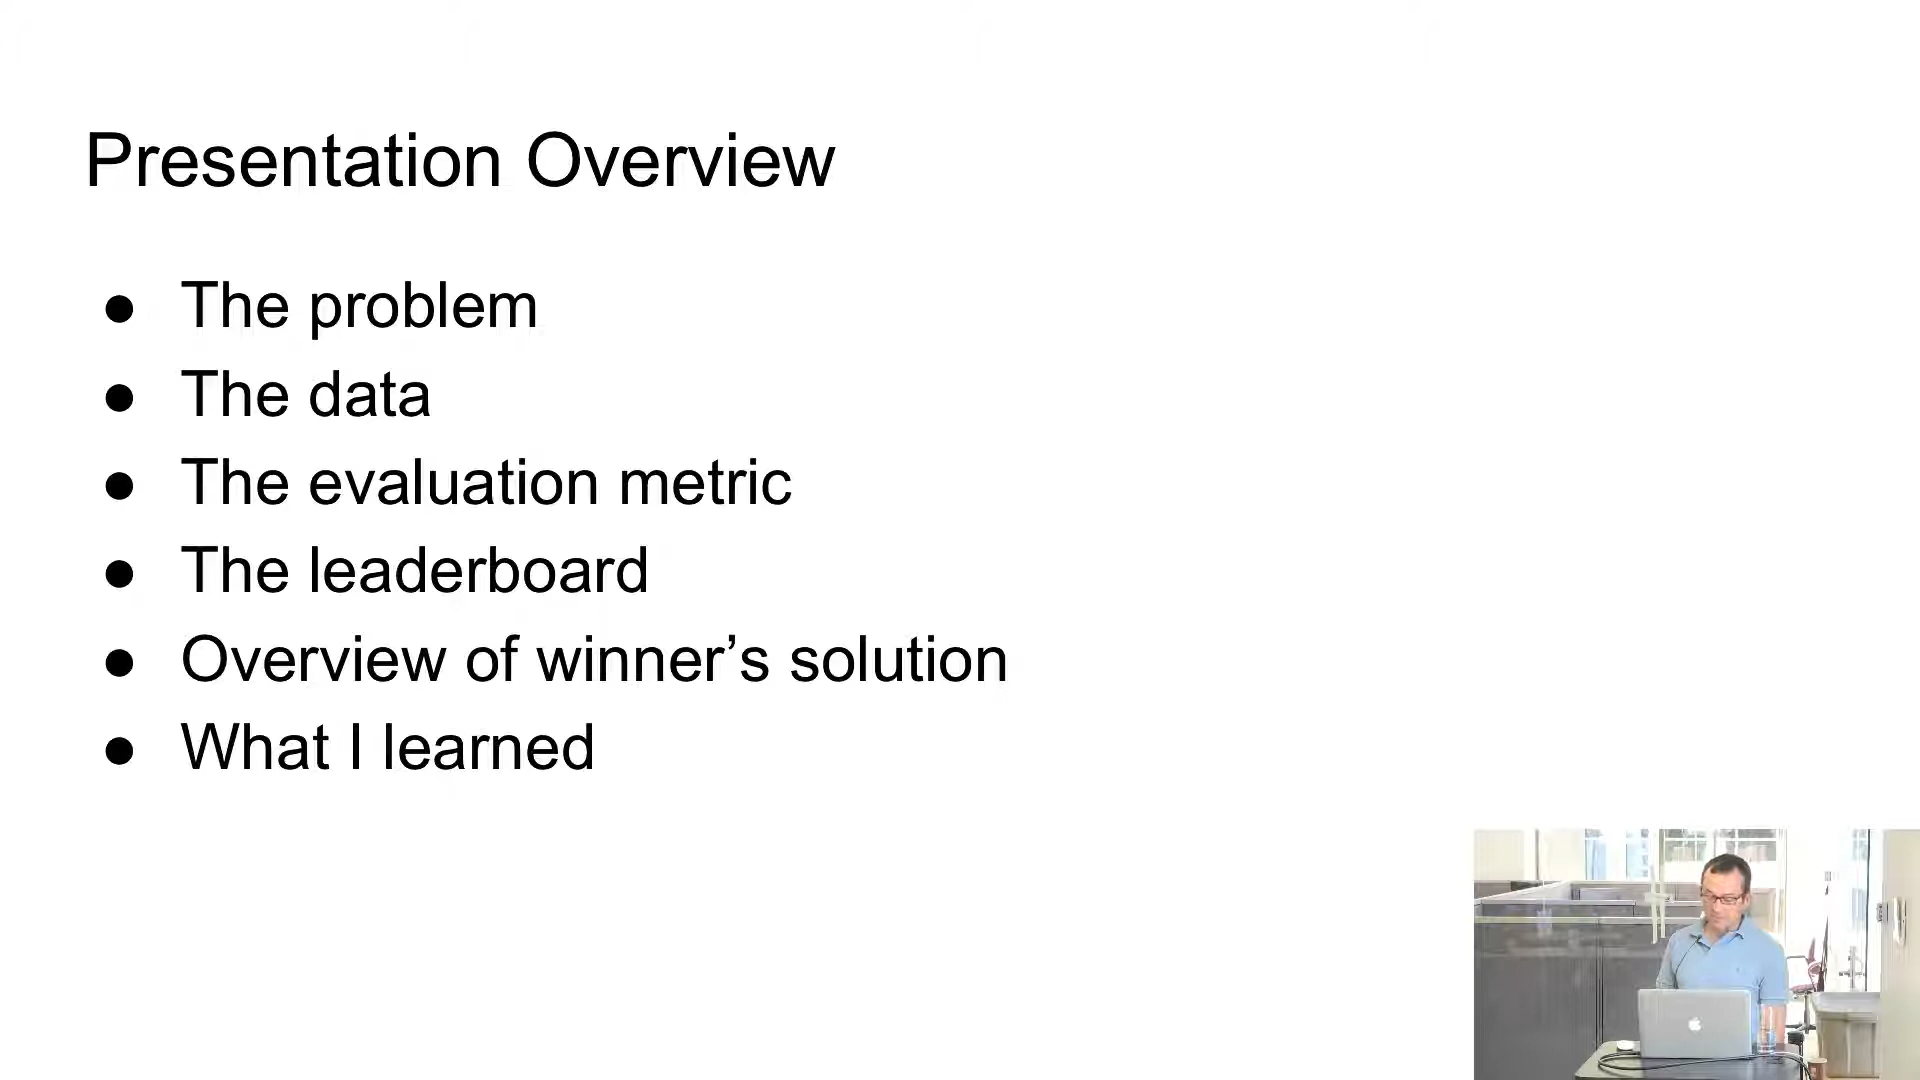 Presentation Overview
● The problem
● The data
● The evaluation metric
● The leaderboard
● Overview of winner’s solution
● What I learned